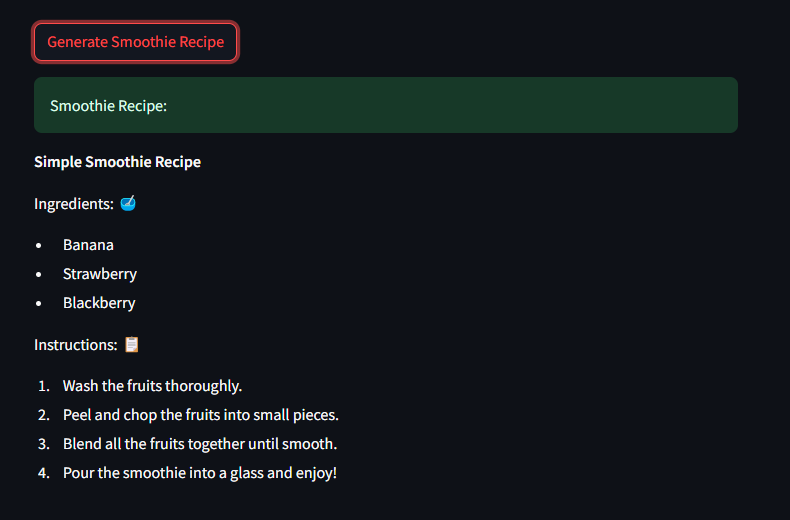 Generate Smoothie Recipe
Smoothie Recipe:
Simple Smoothie Recipe
Ingredients: 🥣
• Banana
• Strawberry
• Blackberry
Instructions: 📋
1. Wash the fruits thoroughly.
2. Peel and chop the fruits into small pieces.
3. Blend all the fruits together until smooth.
4. Pour the smoothie into a glass and enjoy!